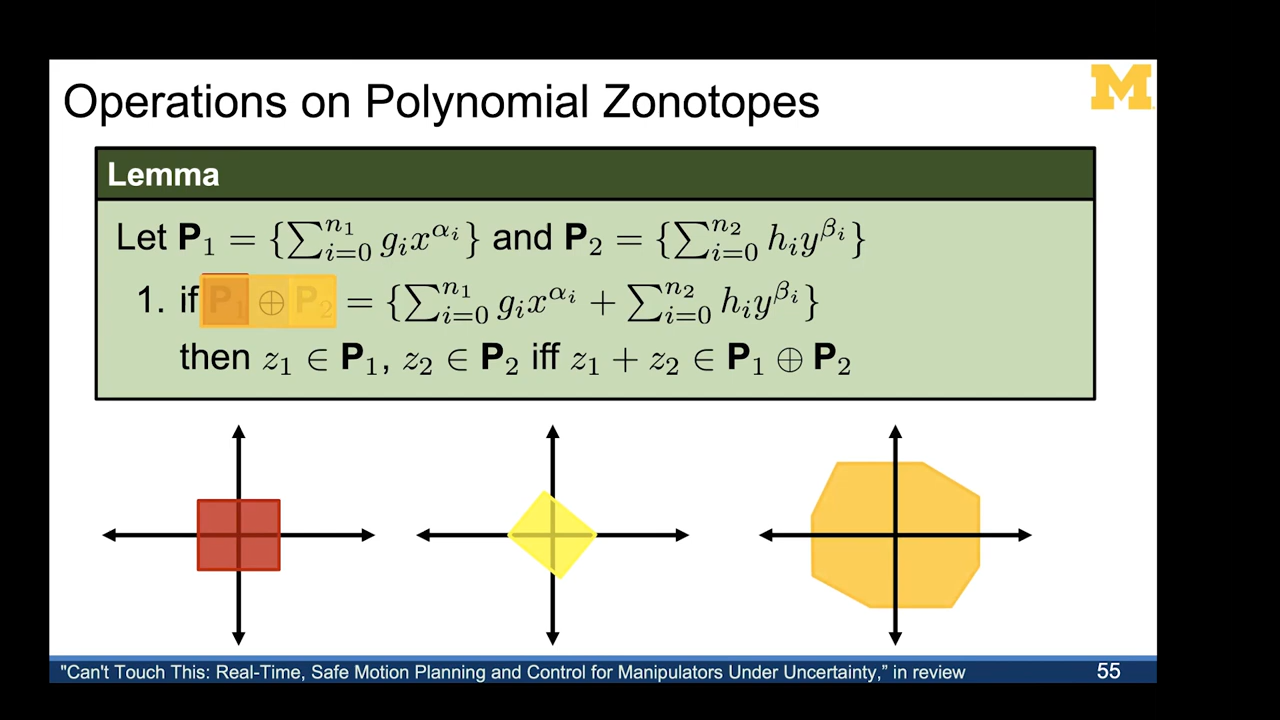 Operations on Polynomial Zonotopes
M
Lemma
Let P₁ = {∑ᵢ₌₀ⁿ¹ gᵢx^αᵢ} and P₂ = {∑ᵢ₌₀ⁿ² hᵢy^βᵢ}
1. if P₁ ⊕ P₂ = {∑ᵢ₌₀ⁿ¹ gᵢx^αᵢ + ∑ᵢ₌₀ⁿ² hᵢy^βᵢ}
then z₁ ∈ P₁, z₂ ∈ P₂ iff z₁ + z₂ ∈ P₁ ⊕ P₂
"Can't Touch This: Real-Time, Safe Motion Planning and Control for Manipulators Under Uncertainty,” in review
55